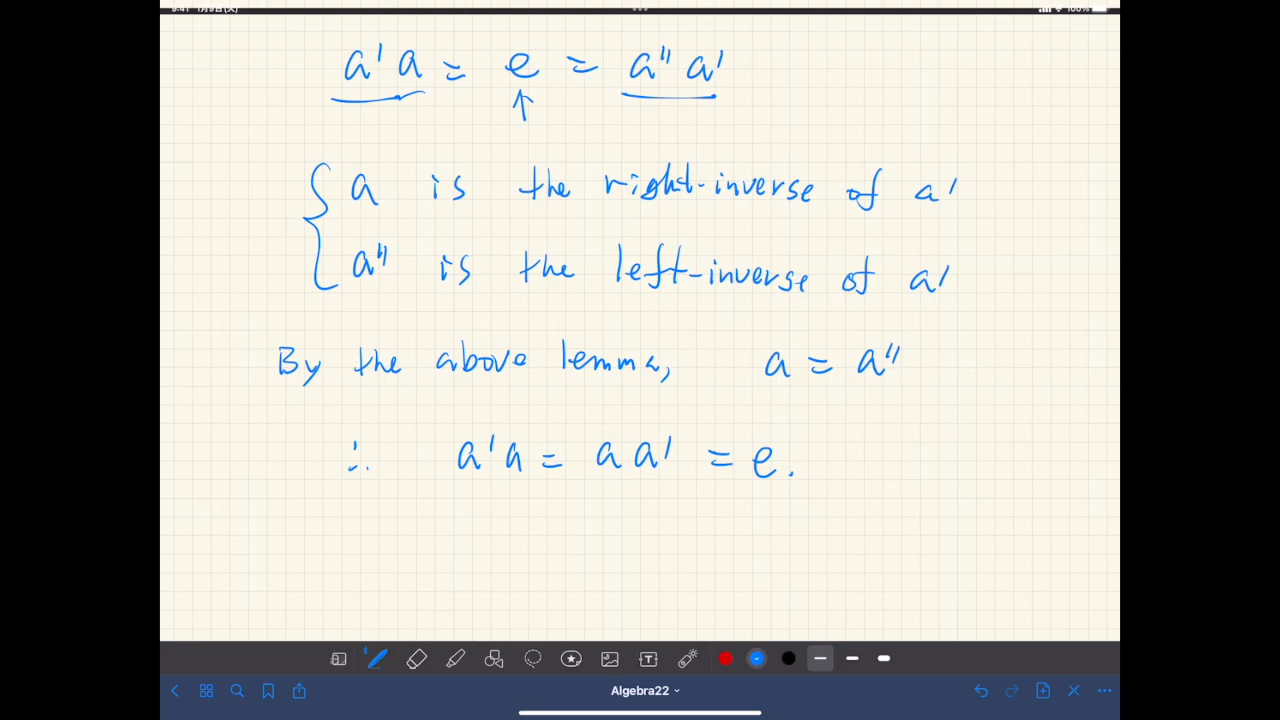 a'a = e = a''a'
↑
a is the right-inverse of a'
a'' is the left-inverse of a'
By the above lemma, a = a''
∴ a'a = aa' = e.
Algebra22